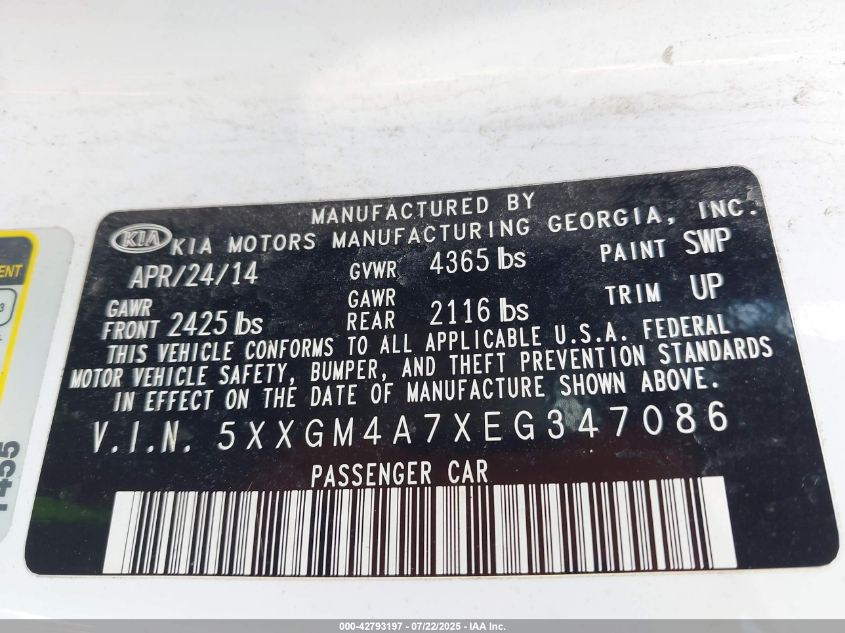 MANUFACTURED BY
KIA KIA MOTORS MANUFACTURING GEORGIA, INC.
APR/24/14 GVWR 4365 lbs PAINT SWP
GAWR FRONT 2425 lbs GAWR REAR 2116 lbs TRIM UP
THIS VEHICLE CONFORMS TO ALL APPLICABLE U.S.A. FEDERAL
MOTOR VEHICLE SAFETY, BUMPER, AND THEFT PREVENTION STANDARDS
IN EFFECT ON THE DATE OF MANUFACTURE SHOWN ABOVE.
V.I.N. 5XXGM4A7XEG347086
PASSENGER CAR
000-42793197 - 07/22/2025 - IAA Inc.